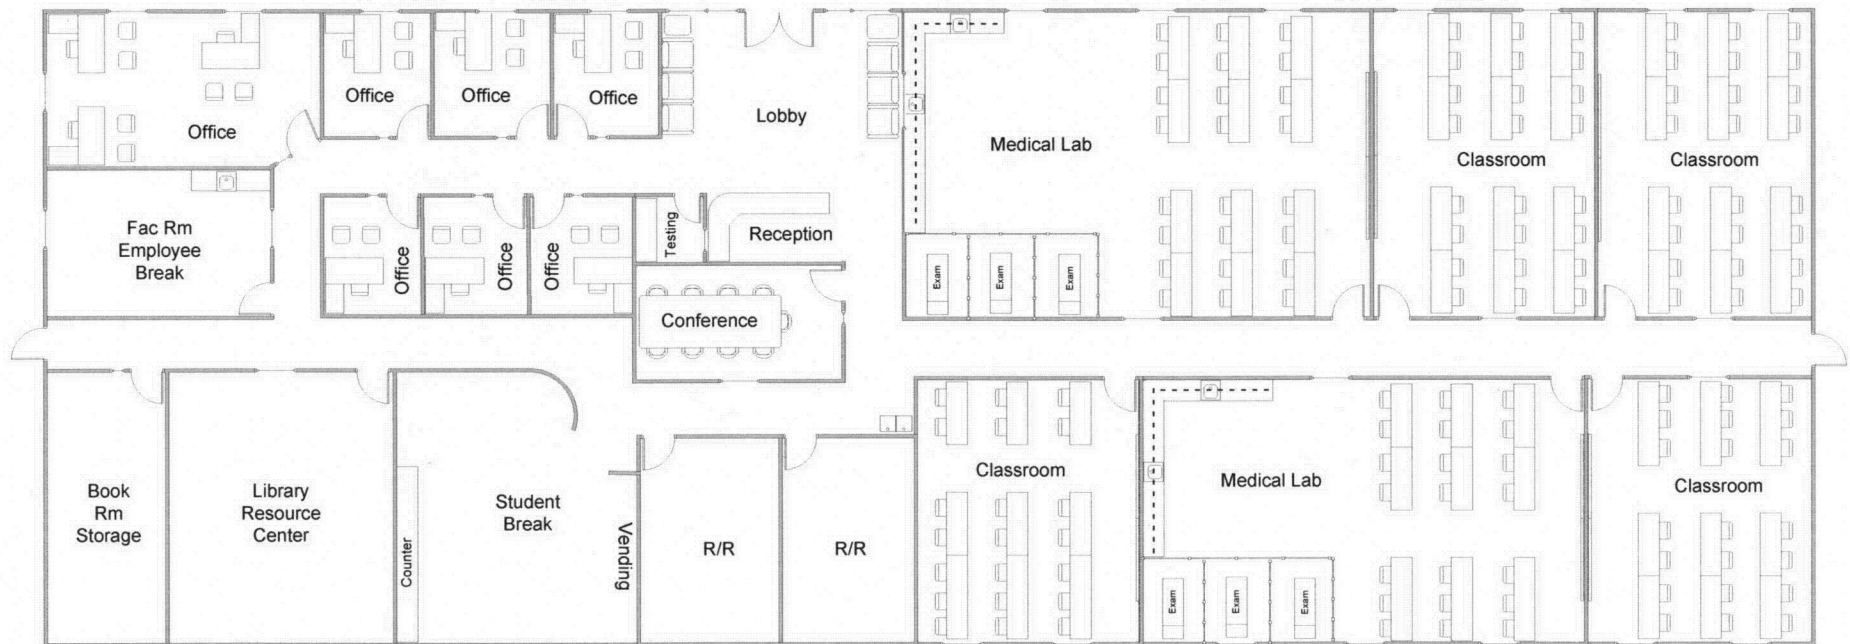 Office
Office
Office
Office
Lobby
Medical Lab
Classroom
Classroom
Fac Rm
Employee
Break
Office
Office
Office
Testing
Reception
Exam
Exam
Exam
Conference
Book
Rm
Storage
Library
Resource
Center
Counter
Student
Break
Vending
R/R
R/R
Classroom
Medical Lab
Exam
Exam
Exam
Classroom